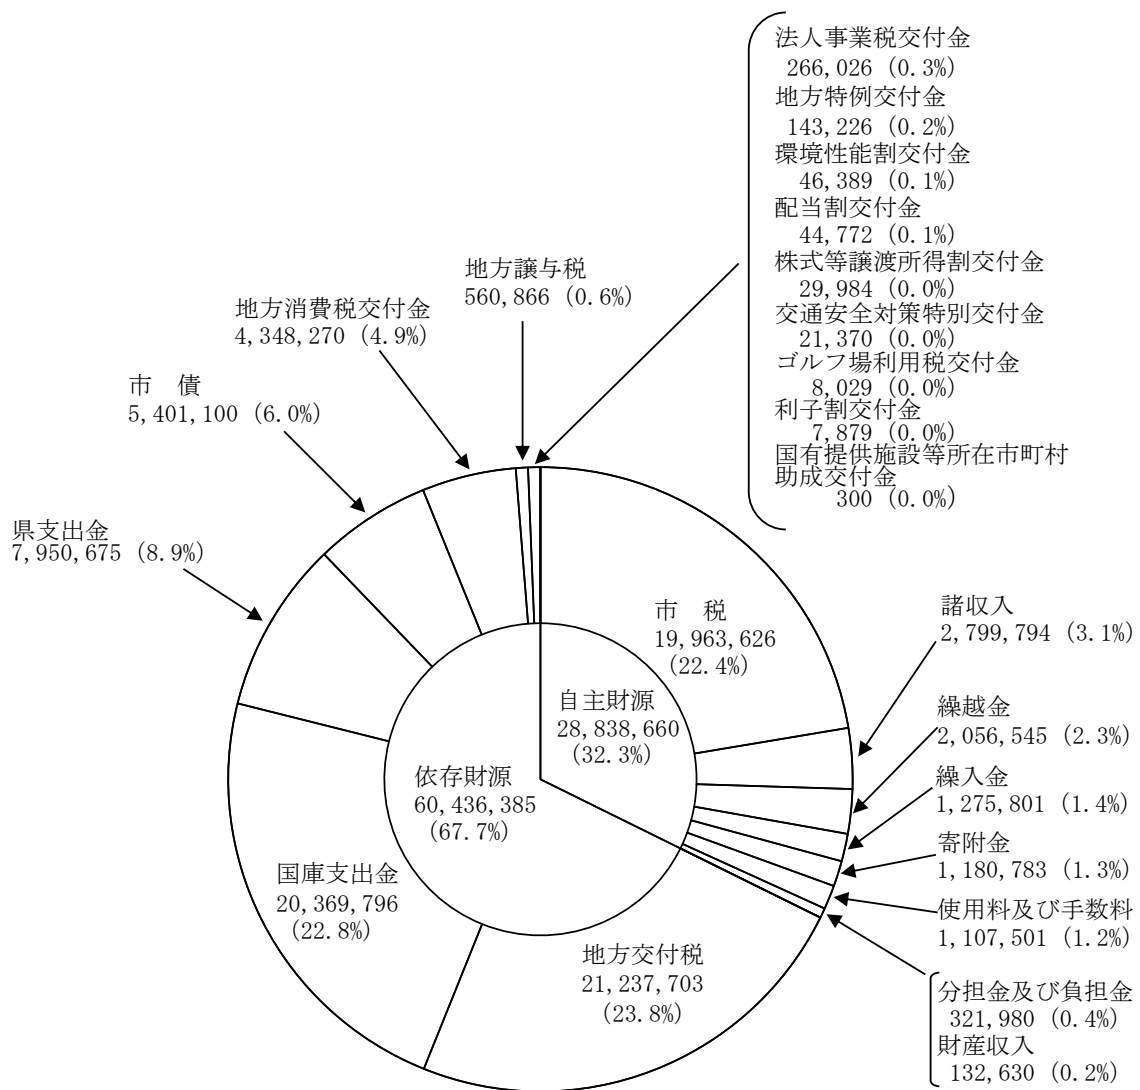 法人事業税交付金
266,026 (0.3%)
地方特例交付金
143,226 (0.2%)
環境性能割交付金
46,389 (0.1%)
配当割交付金
44,772 (0.1%)
株式等譲渡所得割交付金
29,984 (0.0%)
交通安全対策特別交付金
21,370 (0.0%)
ゴルフ場利用税交付金
8,029 (0.0%)
利子割交付金
7,879 (0.0%)
国有提供施設等所在市町村
助成交付金
300 (0.0%)
地方譲与税
560,866 (0.6%)
地方消費税交付金
4,348,270 (4.9%)
市　債
5,401,100 (6.0%)
県支出金
7,950,675 (8.9%)
市　税
19,963,626
(22.4%)
諸収入
2,799,794 (3.1%)
繰越金
2,056,545 (2.3%)
繰入金
1,275,801 (1.4%)
寄附金
1,180,783 (1.3%)
使用料及び手数料
1,107,501 (1.2%)
分担金及び負担金
321,980 (0.4%)
財産収入
132,630 (0.2%)
自主財源
28,838,660
(32.3%)
依存財源
60,436,385
(67.7%)
国庫支出金
20,369,796
(22.8%)
地方交付税
21,237,703
(23.8%)